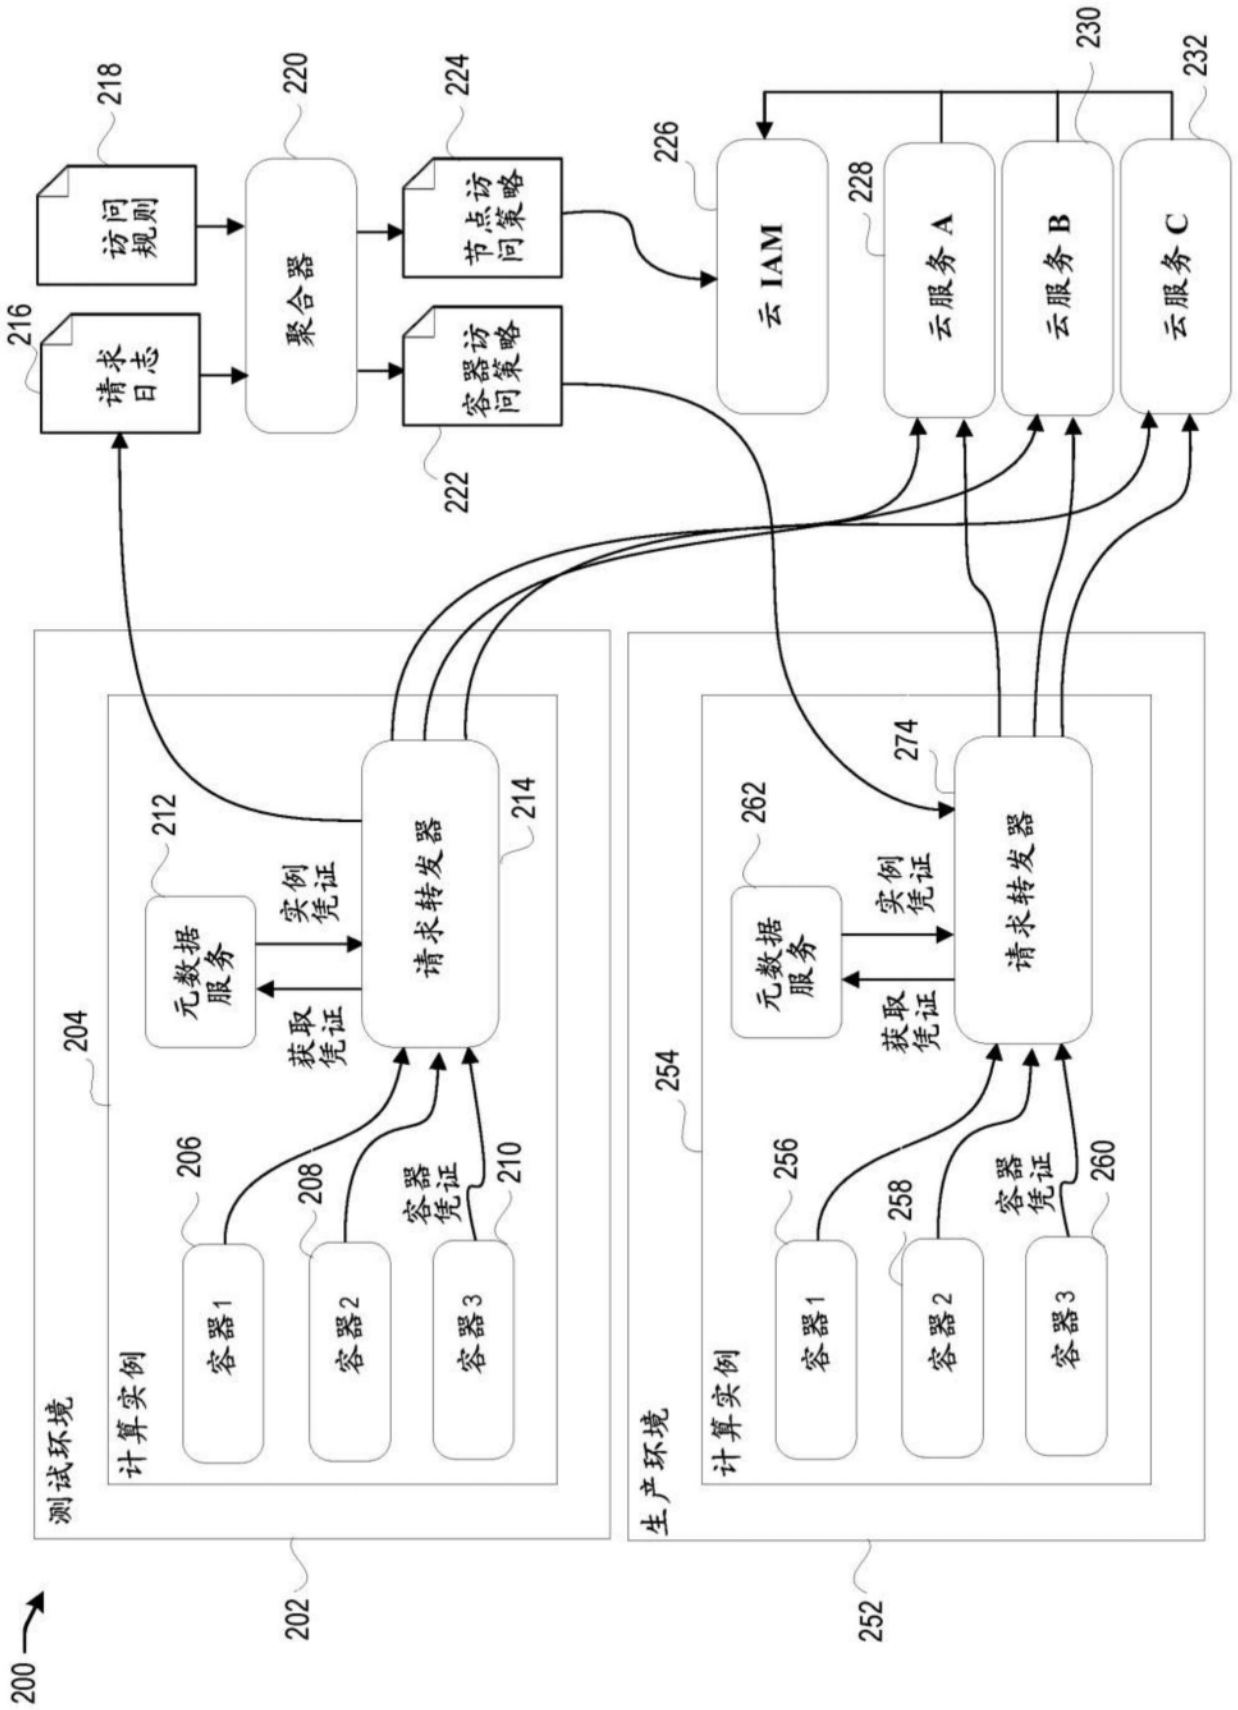 200
202
测试环境
204
计算实例
容器1
206
容器2
208
容器3
210
容器
凭证
元数据
服务
212
获取
凭证
实例
凭证
请求转发器
214
216
请求
日志
访问
规则
218
聚合器
220
容器访
问策略
222
节点访
问策略
224
云 IAM
226
云服务 A
228
云服务 B
230
云服务 C
232
252
生产环境
254
计算实例
容器1
256
容器2
258
容器3
260
容器
凭证
元数据
服务
262
获取
凭证
实例
凭证
请求转发器
274